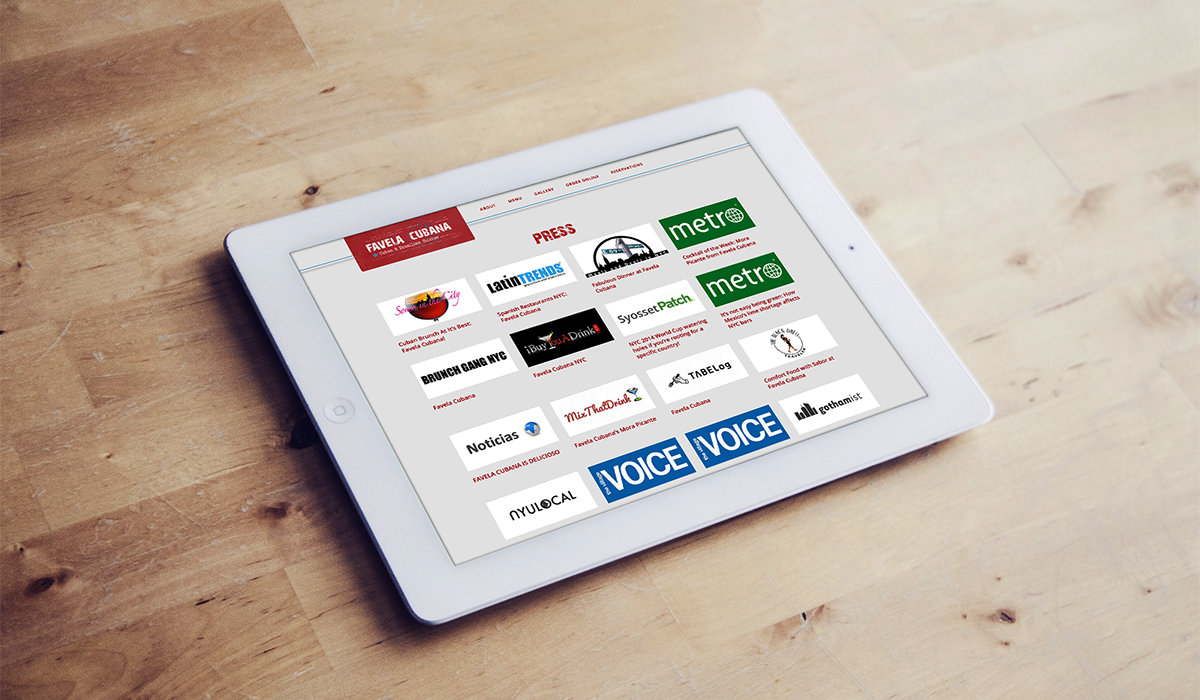 FAVELA CUBANA
Cuban & Brazilian Cuisine
ABOUT
MENU
GALLERY
ORDER ONLINE
RESERVATIONS
PRESS
Cuban Brunch At It's Best:
Favela Cubana!
LatinTRENDS
Spanish Restaurants NYC:
Favela Cubana
Fabulous Dinner at Favela
Cubana
metro
Cocktail of the Week: Mora
Picante from Favela Cubana
BRUNCH GANG NYC
Favela Cubana
iBuyYouADrink
Favela Cubana NYC
SyossetPatch
NYC 2014 World Cup watering
holes if you're rooting for a
specific country!
metro
It's not easy being green: How
Mexico's lime shortage affects
NYC bars
Noticias
FAVELA CUBANA IS DELICIOSO
MixThatDrink
Favela Cubana's Mora Picante
TABELog
Favela Cubana
Comfort Food with Sabor at
Favela Cubana
NYULOCAL
the village VOICE
the village VOICE
gothamist